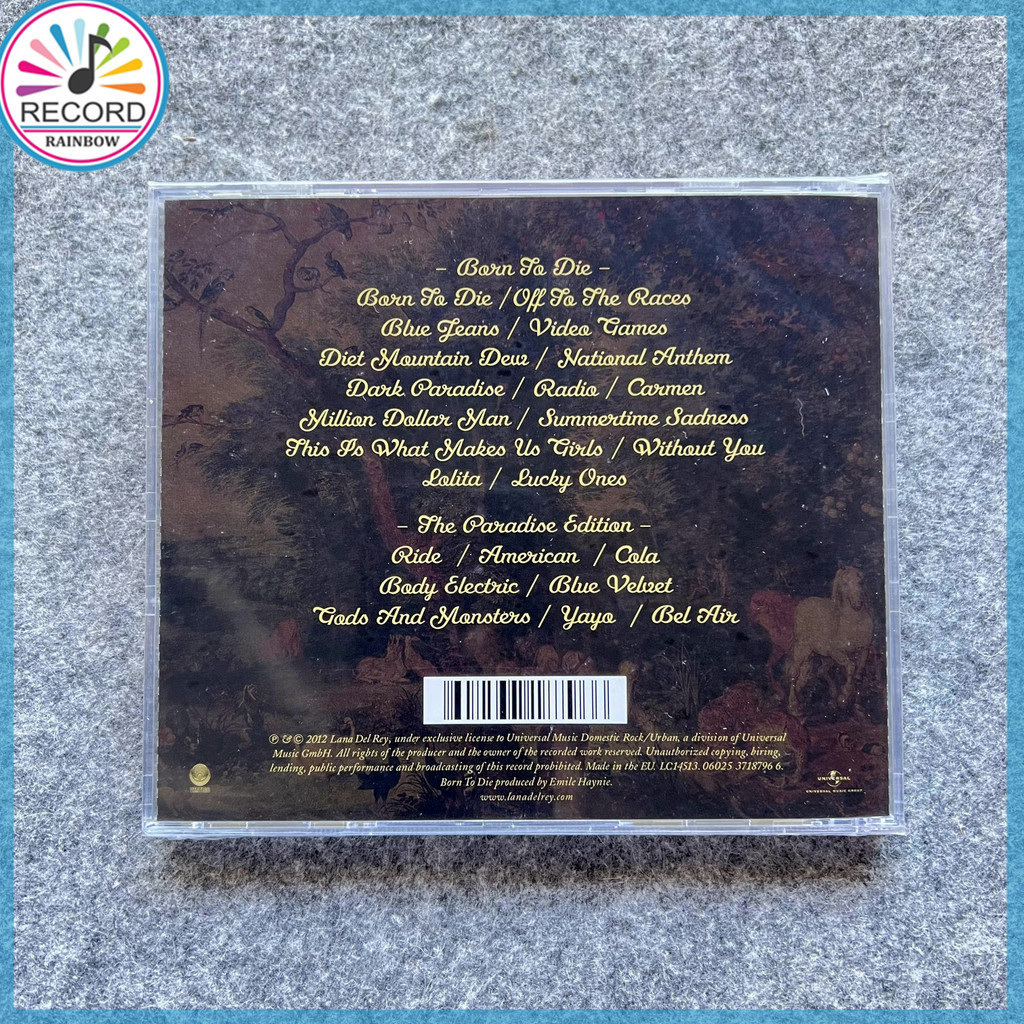 RECORD
RAINBOW
– Born To Die –
Born To Die / Off To The Races
Blue Jeans / Video Games
Diet Mountain Dew / National Anthem
Dark Paradise / Radio / Carmen
Million Dollar Man / Summertime Sadness
This Is What Makes Us Girls / Without You
Lolita / Lucky Ones
– The Paradise Edition –
Ride / American / Cola
Body Electric / Blue Velvet
Gods And Monsters / Yayo / Bel Air
℗ & © 2012 Lana Del Rey, under exclusive license to Universal Music Domestic Rock/Urban, a division of Universal
Music GmbH. All rights of the producer and the owner of the recorded work reserved. Unauthorized copying, hiring,
lending, public performance and broadcasting of this record prohibited. Made in the EU. LC14513. 06025 3718796 6.
Born To Die produced by Emile Haynie.
www.lanadelrey.com
UNIVERSAL
UNIVERSAL MUSIC GROUP